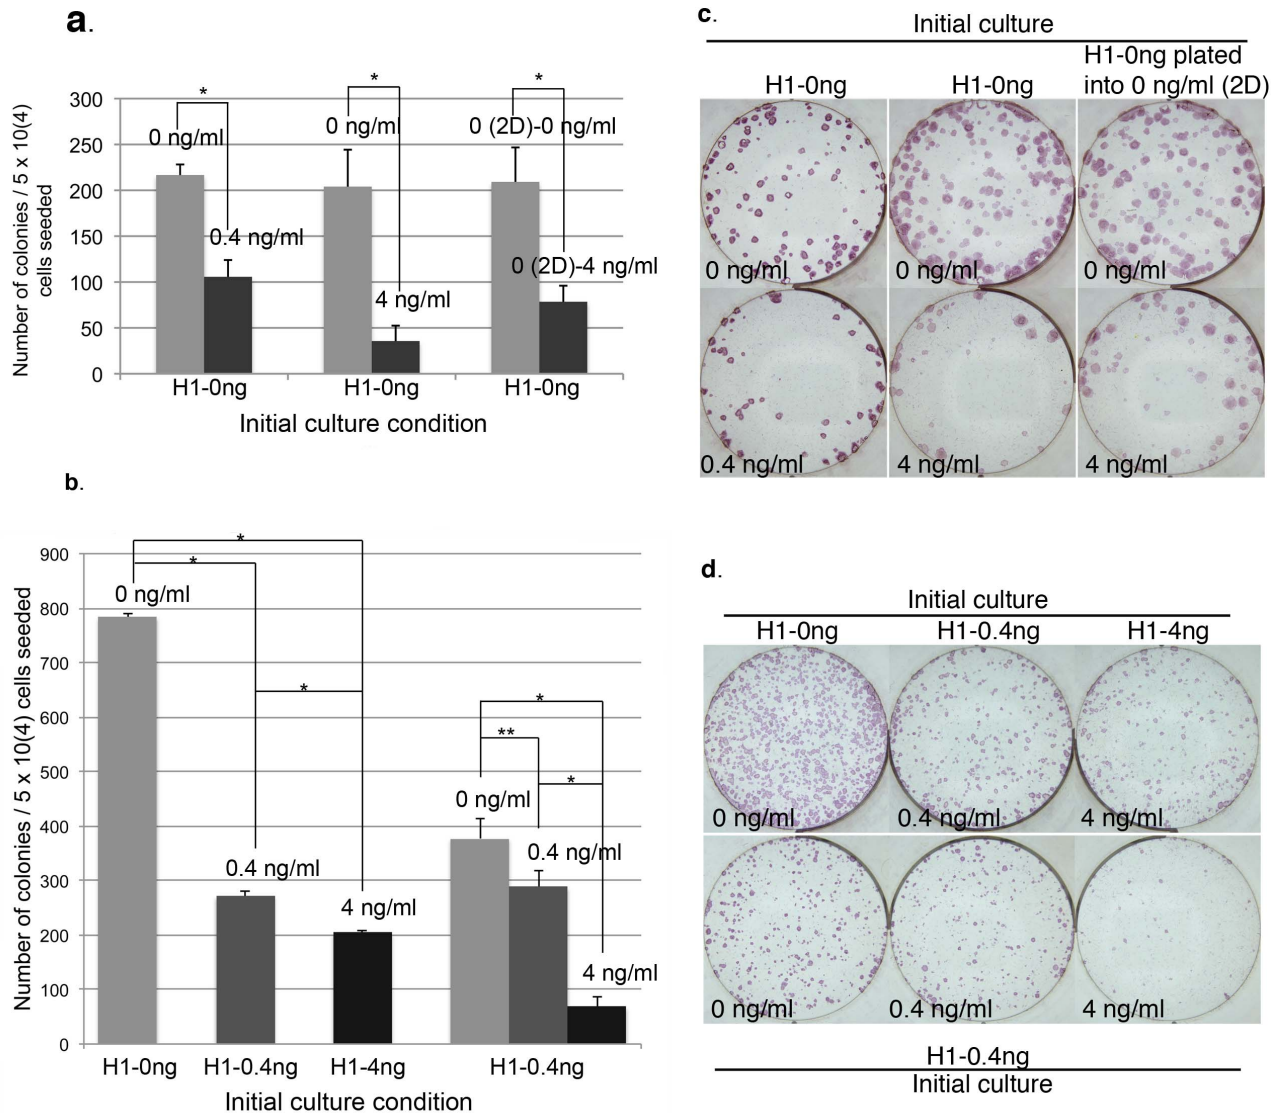 a.
Number of colonies / 5 x 10(4)
cells seeded
300
250
200
150
100
50
0
*
*
*
0 ng/ml
0.4 ng/ml
0 ng/ml
4 ng/ml
0 (2D)-0 ng/ml
0 (2D)-4 ng/ml
H1-0ng
H1-0ng
H1-0ng
Initial culture condition
b.
Number of colonies / 5 x 10(4) cells seeded
900
800
700
600
500
400
300
200
100
0
*
*
*
*
**
*
0 ng/ml
0.4 ng/ml
4 ng/ml
0 ng/ml
0.4 ng/ml
4 ng/ml
H1-0ng
H1-0.4ng
H1-4ng
H1-0.4ng
Initial culture condition
c.
Initial culture
H1-0ng
H1-0ng
H1-0ng plated
into 0 ng/ml (2D)
0 ng/ml
0 ng/ml
0 ng/ml
0.4 ng/ml
4 ng/ml
4 ng/ml
d.
Initial culture
H1-0ng
H1-0.4ng
H1-4ng
0 ng/ml
0.4 ng/ml
4 ng/ml
0 ng/ml
0.4 ng/ml
4 ng/ml
H1-0.4ng
Initial culture